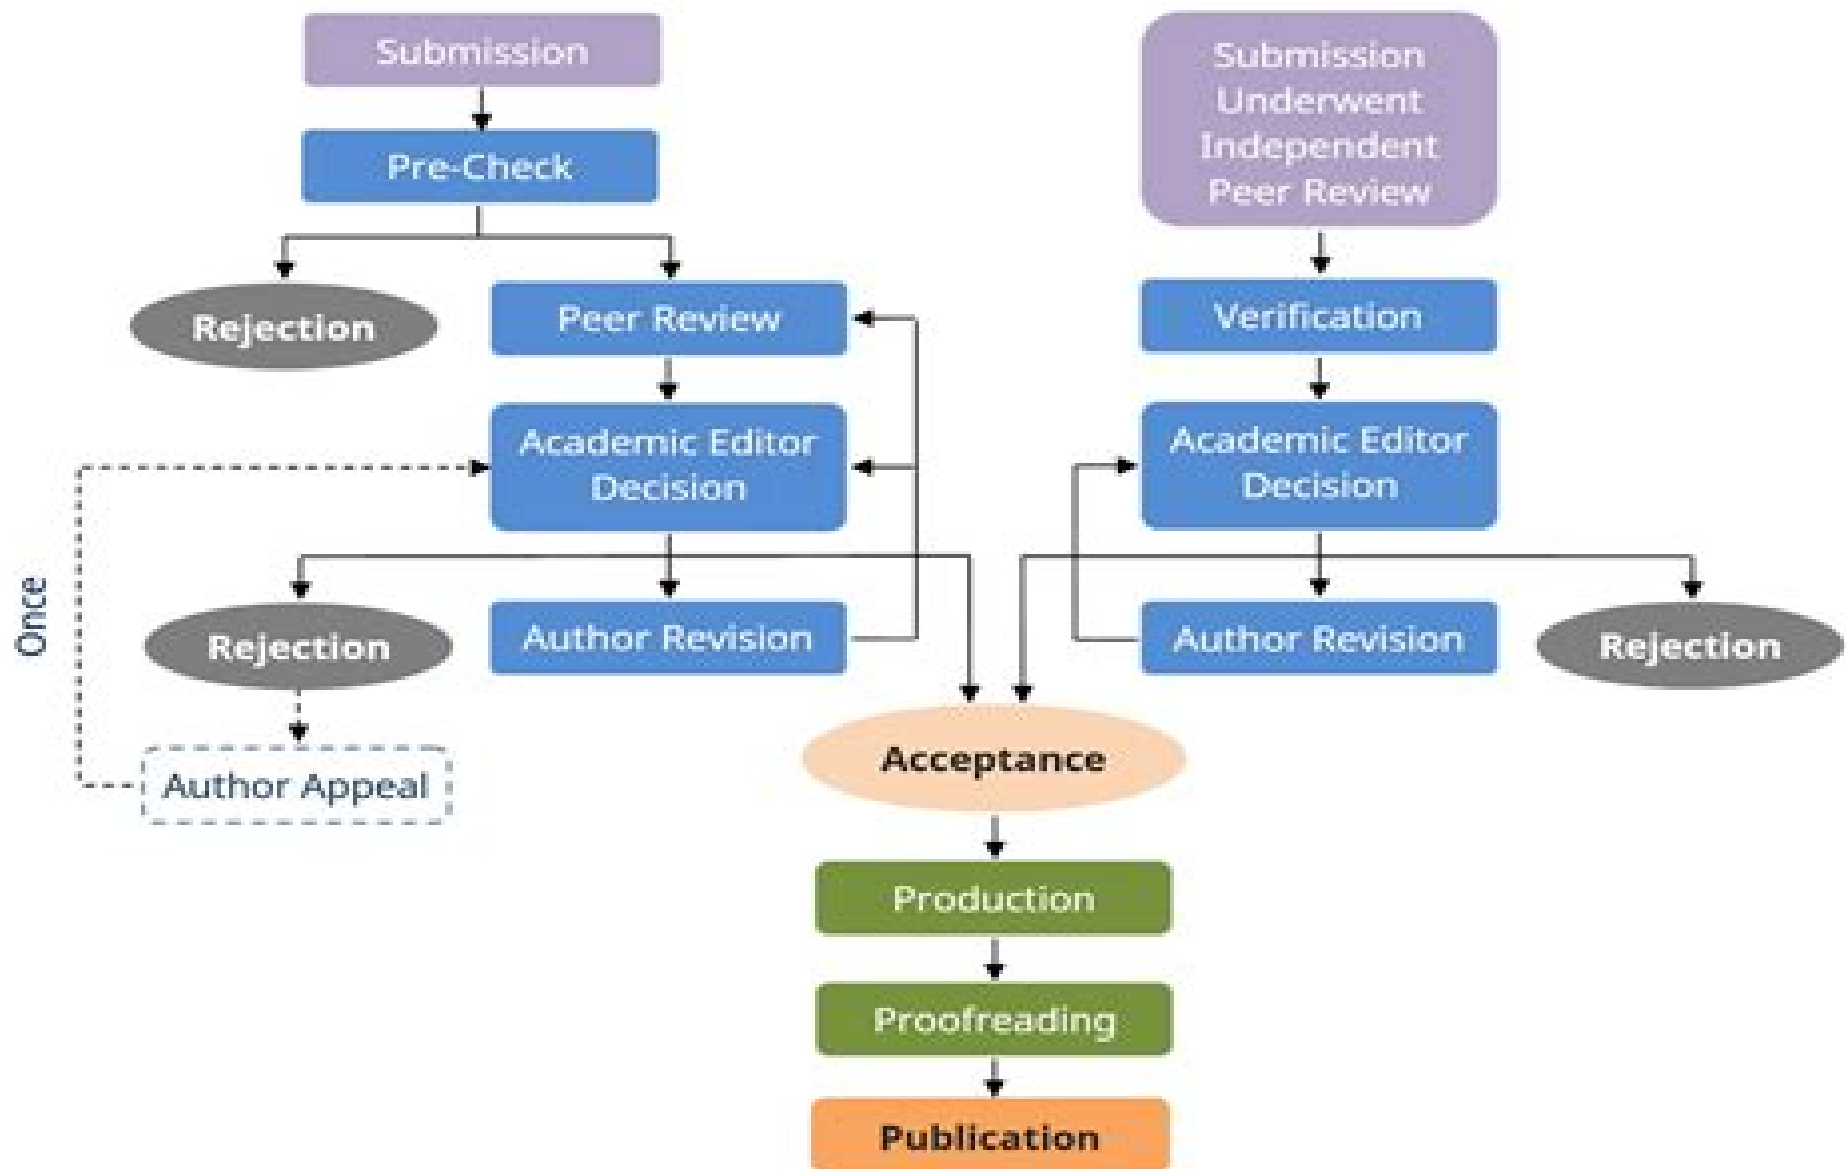 Submission
Pre-Check
Rejection
Peer Review
Academic Editor
Decision
Once
Rejection
Author Revision
Author Appeal
Submission
Underwent
Independent
Peer Review
Verification
Academic Editor
Decision
Author Revision
Rejection
Acceptance
Production
Proofreading
Publication